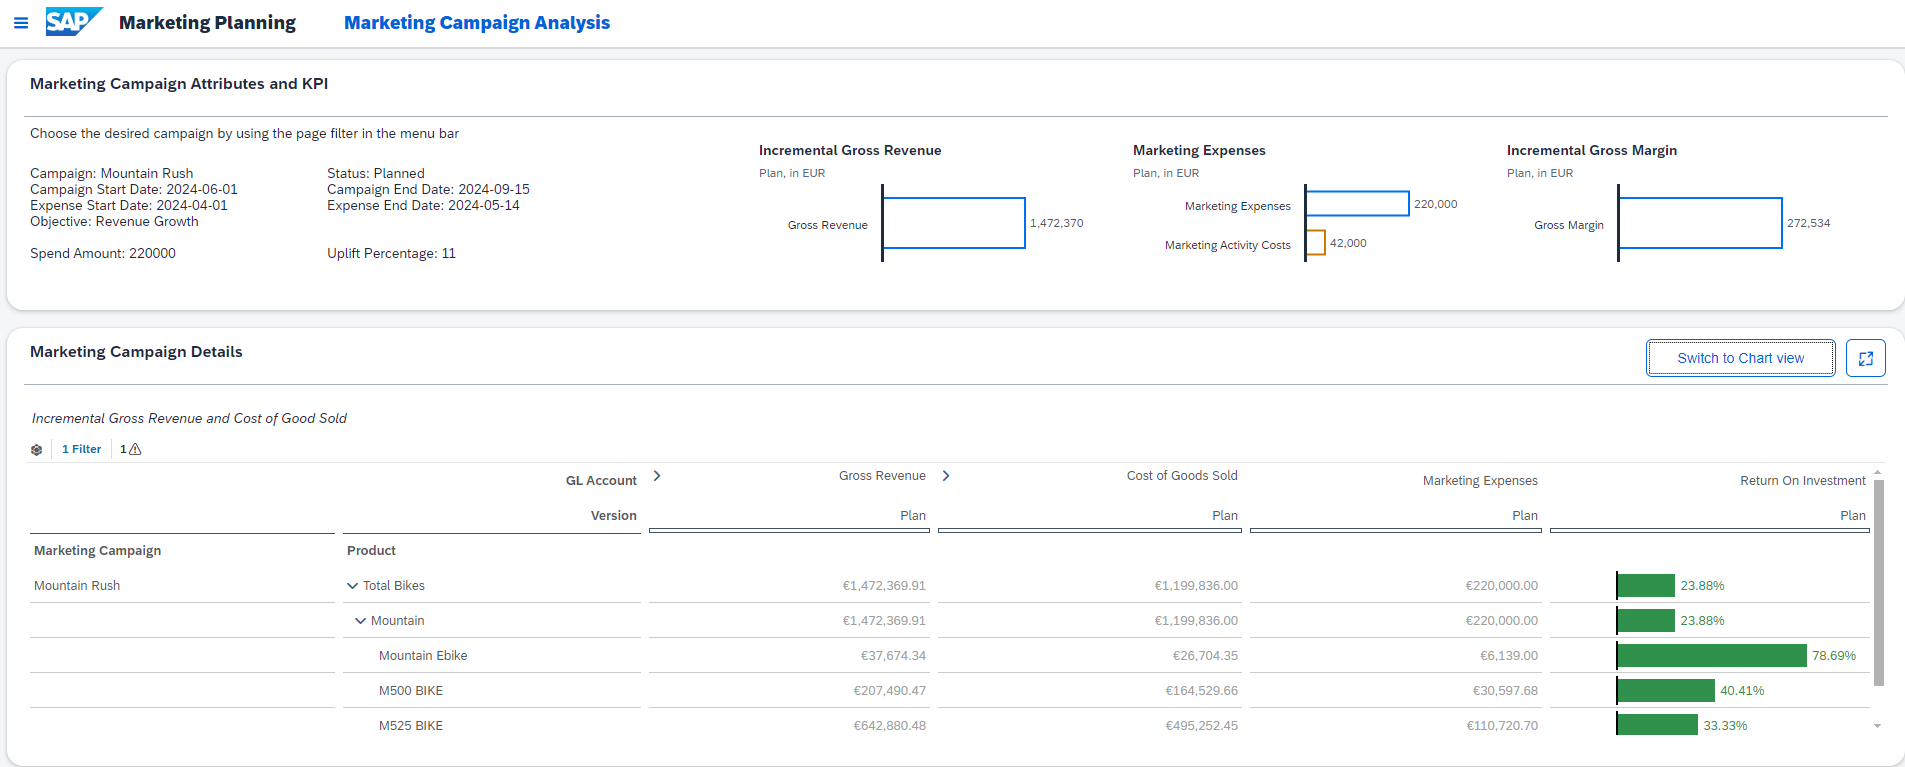 SAP Marketing Planning Marketing Campaign Analysis
Marketing Campaign Attributes and KPI
Choose the desired campaign by using the page filter in the menu bar
Campaign: Mountain Rush Status: Planned
Campaign Start Date: 2024-06-01 Campaign End Date: 2024-09-15
Expense Start Date: 2024-04-01 Expense End Date: 2024-05-14
Objective: Revenue Growth
Spend Amount: 220000 Uplift Percentage: 11
Incremental Gross Revenue
Plan, in EUR
Gross Revenue 1,472,370
Marketing Expenses
Plan, in EUR
Marketing Expenses 220,000
Marketing Activity Costs 42,000
Incremental Gross Margin
Plan, in EUR
Gross Margin 272,534
Marketing Campaign Details
Switch to Chart view
Incremental Gross Revenue and Cost of Good Sold
1 Filter 1
GL Account Gross Revenue Cost of Goods Sold Marketing Expenses Return On Investment
Version Plan Plan Plan Plan
Marketing Campaign Product
Mountain Rush Total Bikes €1,472,369.91 €1,199,836.00 €220,000.00 23.88%
Mountain €1,472,369.91 €1,199,836.00 €220,000.00 23.88%
Mountain Ebike €37,674.34 €26,704.35 €6,139.00 78.69%
M500 BIKE €207,490.47 €164,529.66 €30,597.68 40.41%
M525 BIKE €642,880.48 €495,252.45 €110,720.70 33.33%